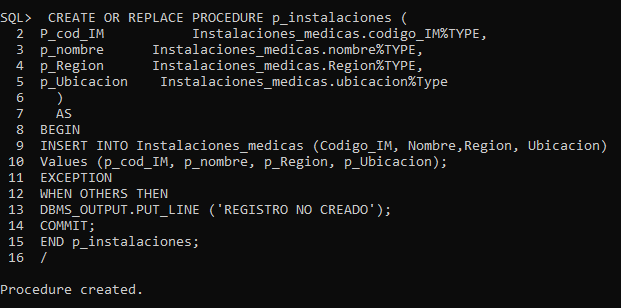 SQL>  CREATE OR REPLACE PROCEDURE p_instalaciones (
  2  P_cod_IM           Instalaciones_medicas.codigo_IM%TYPE,
  3  p_nombre      Instalaciones_medicas.nombre%TYPE,
  4  p_Region      Instalaciones_medicas.Region%TYPE,
  5  p_Ubicacion    Instalaciones_medicas.ubicacion%Type
  6    )
  7    AS
  8  BEGIN
  9  INSERT INTO Instalaciones_medicas (Codigo_IM, Nombre,Region, Ubicacion)
 10  Values (p_cod_IM, p_nombre, p_Region, p_Ubicacion);
 11  EXCEPTION
 12  WHEN OTHERS THEN
 13  DBMS_OUTPUT.PUT_LINE ('REGISTRO NO CREADO');
 14  COMMIT;
 15  END p_instalaciones;
 16  /
Procedure created.